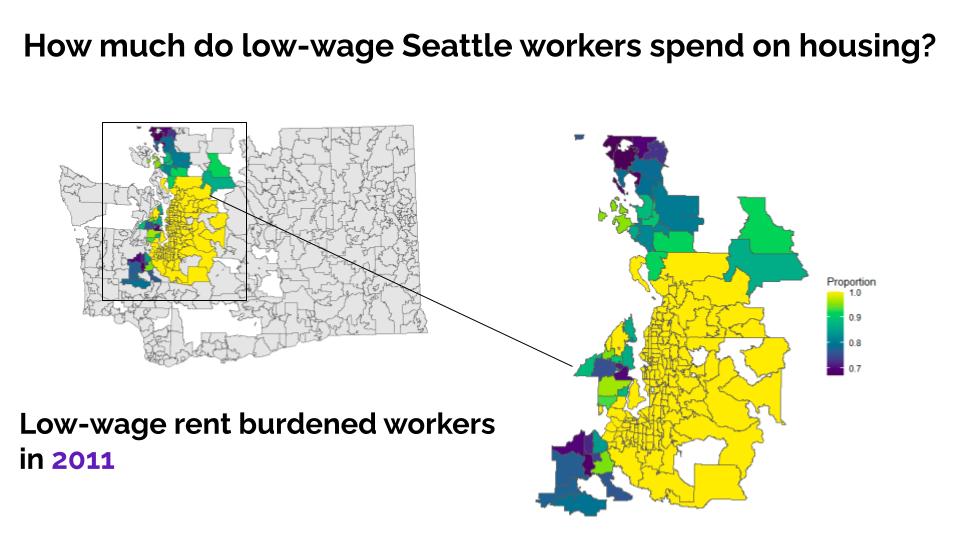 How much do low-wage Seattle workers spend on housing?
Proportion
1.0
0.9
0.8
0.7
Low-wage rent burdened workers
in 2011